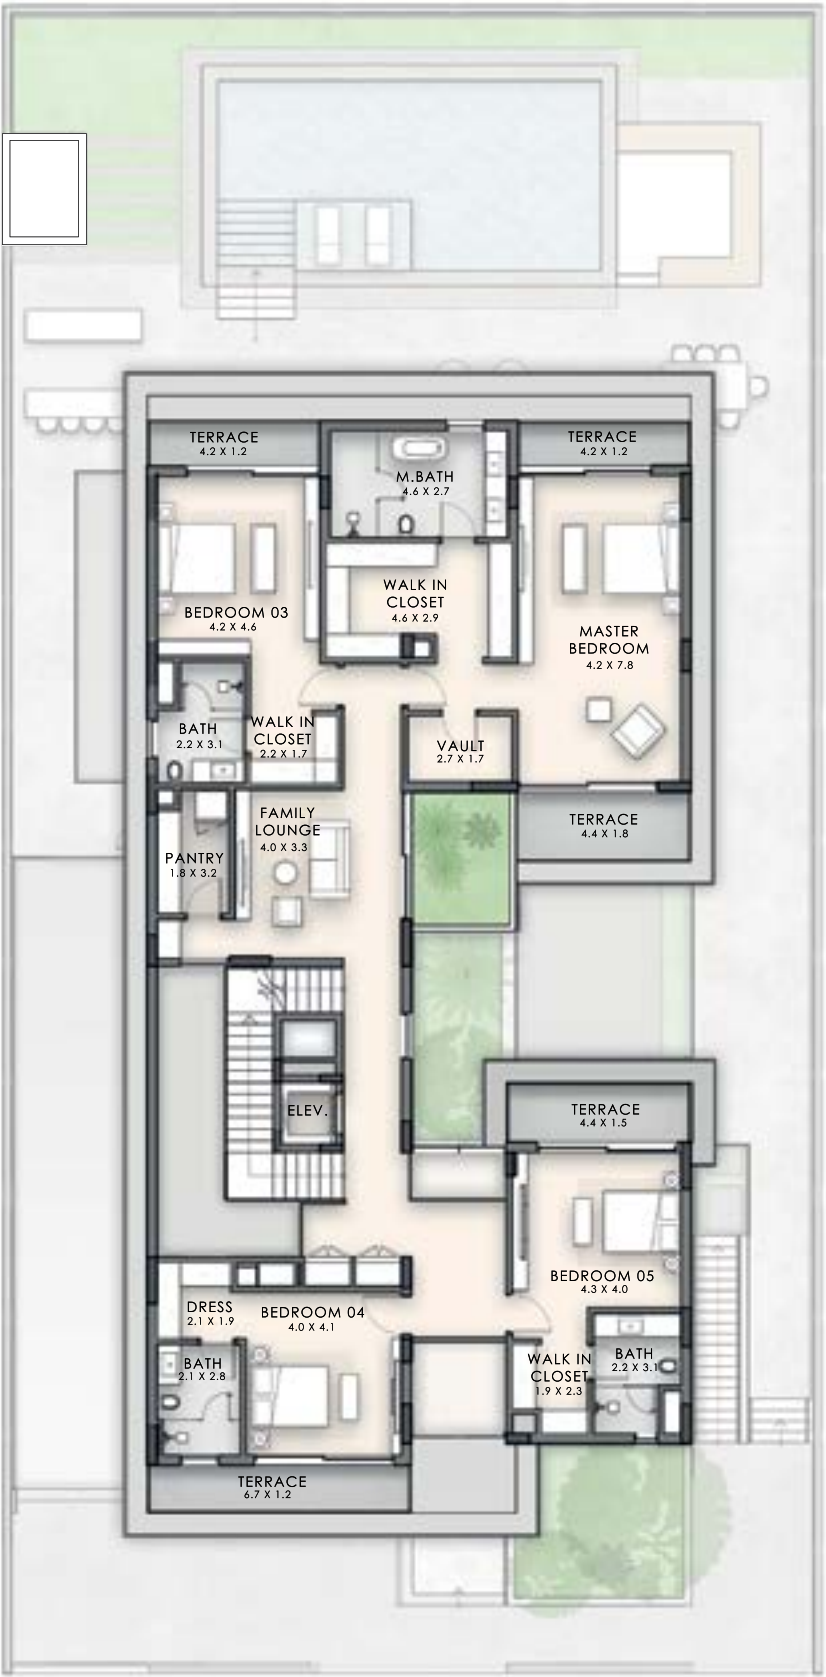 TERRACE
4.2 X 1.2
TERRACE
4.2 X 1.2
M.BATH
4.6 X 2.7
WALK IN
CLOSET
4.6 X 2.9
BEDROOM 03
4.2 X 4.6
MASTER
BEDROOM
4.2 X 7.8
BATH
2.2 X 3.1
WALK IN
CLOSET
2.2 X 1.7
VAULT
2.7 X 1.7
FAMILY
LOUNGE
4.0 X 3.3
TERRACE
4.4 X 1.8
PANTRY
1.8 X 3.2
ELEV.
TERRACE
4.4 X 1.5
BEDROOM 05
4.3 X 4.0
DRESS
2.1 X 1.9
BEDROOM 04
4.0 X 4.1
BATH
2.1 X 2.8
WALK IN
CLOSET
1.9 X 2.3
BATH
2.2 X 3.1
TERRACE
6.7 X 1.2